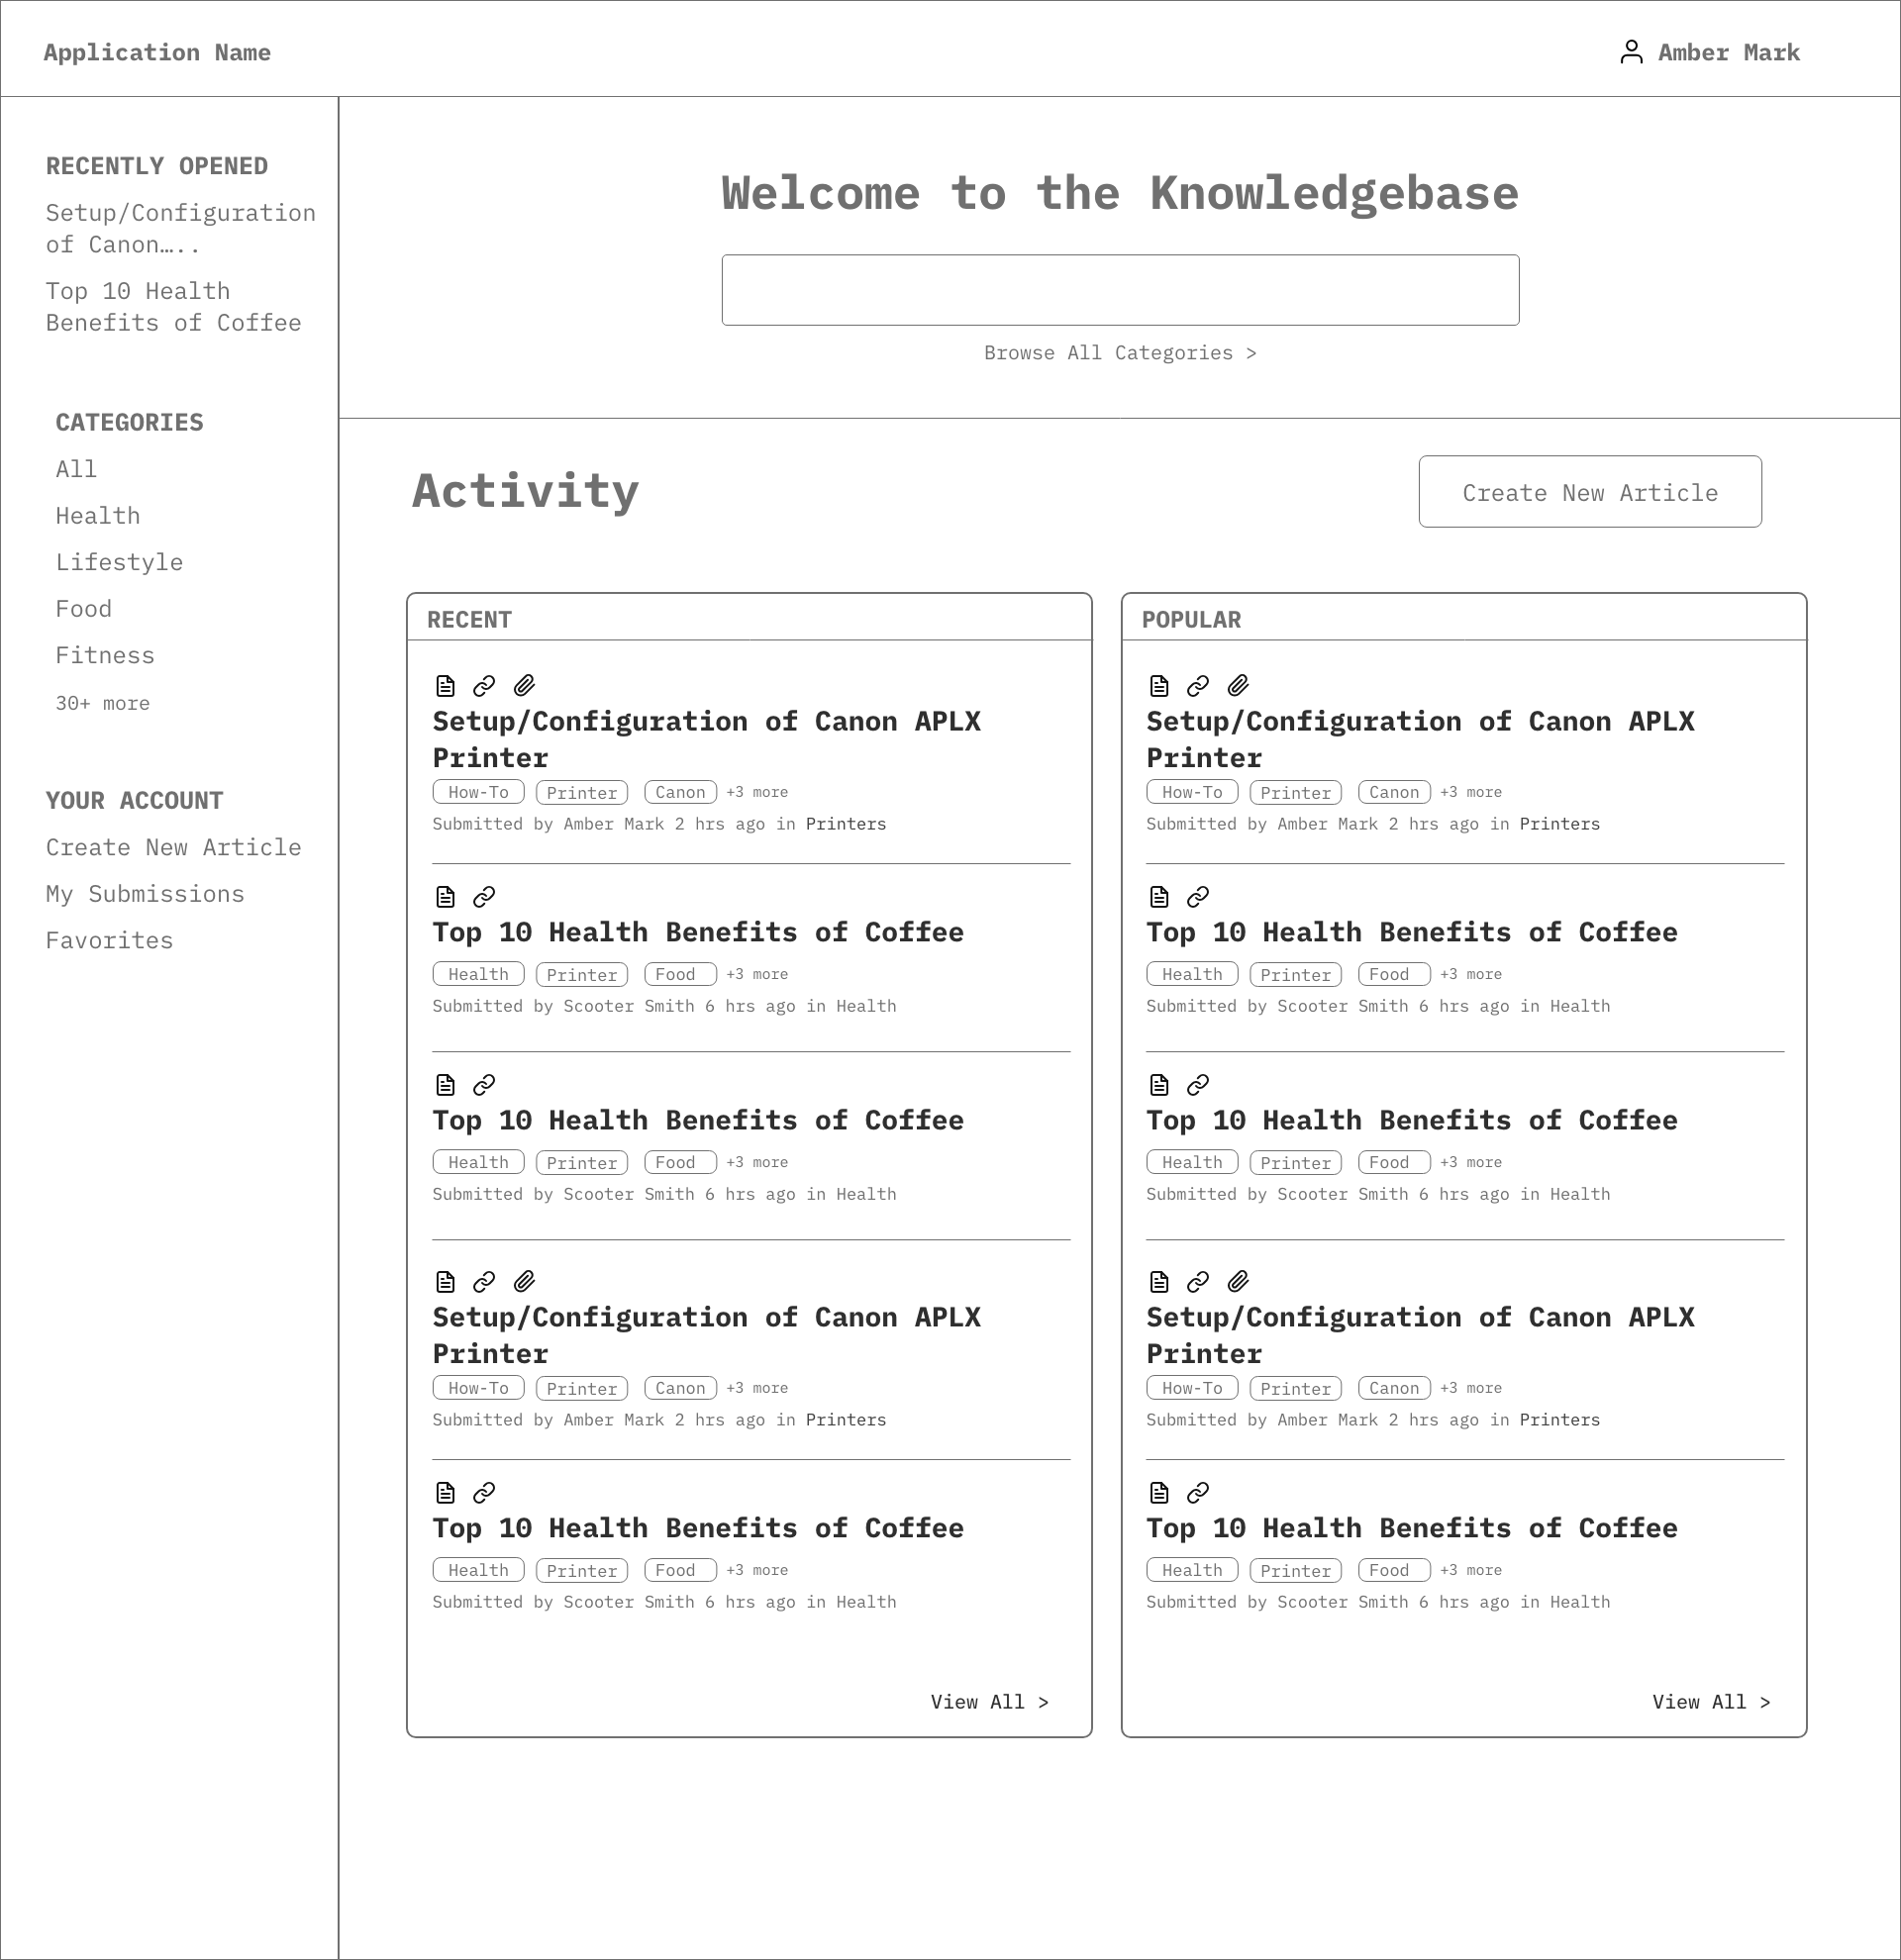 Application Name
Amber Mark
RECENTLY OPENED
Setup/Configuration
of Canon…..
Top 10 Health
Benefits of Coffee
CATEGORIES
All
Health
Lifestyle
Food
Fitness
30+ more
YOUR ACCOUNT
Create New Article
My Submissions
Favorites
Welcome to the Knowledgebase
Browse All Categories >
Activity
Create New Article
RECENT
Setup/Configuration of Canon APLX
Printer
How-To Printer Canon +3 more
Submitted by Amber Mark 2 hrs ago in Printers
Top 10 Health Benefits of Coffee
Health Printer Food +3 more
Submitted by Scooter Smith 6 hrs ago in Health
Top 10 Health Benefits of Coffee
Health Printer Food +3 more
Submitted by Scooter Smith 6 hrs ago in Health
Setup/Configuration of Canon APLX
Printer
How-To Printer Canon +3 more
Submitted by Amber Mark 2 hrs ago in Printers
Top 10 Health Benefits of Coffee
Health Printer Food +3 more
Submitted by Scooter Smith 6 hrs ago in Health
View All >
POPULAR
Setup/Configuration of Canon APLX
Printer
How-To Printer Canon +3 more
Submitted by Amber Mark 2 hrs ago in Printers
Top 10 Health Benefits of Coffee
Health Printer Food +3 more
Submitted by Scooter Smith 6 hrs ago in Health
Top 10 Health Benefits of Coffee
Health Printer Food +3 more
Submitted by Scooter Smith 6 hrs ago in Health
Setup/Configuration of Canon APLX
Printer
How-To Printer Canon +3 more
Submitted by Amber Mark 2 hrs ago in Printers
Top 10 Health Benefits of Coffee
Health Printer Food +3 more
Submitted by Scooter Smith 6 hrs ago in Health
View All >